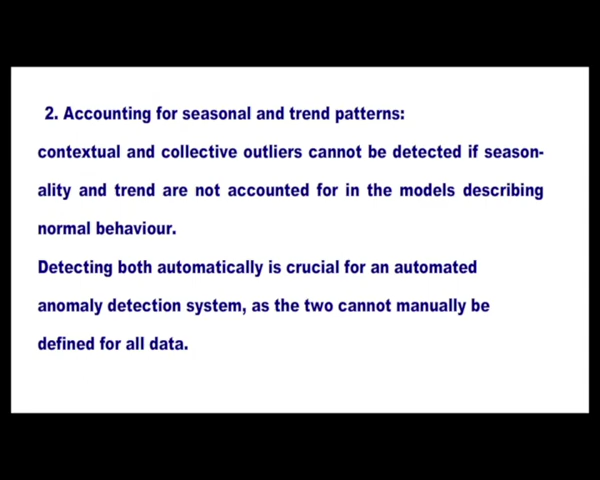 2. Accounting for seasonal and trend patterns:
contextual and collective outliers cannot be detected if season-
ality and trend are not accounted for in the models describing
normal behaviour.
Detecting both automatically is crucial for an automated
anomaly detection system, as the two cannot manually be
defined for all data.